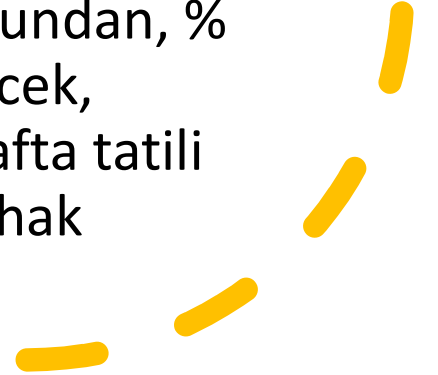 undan, %
cek,
afta tatili
hak